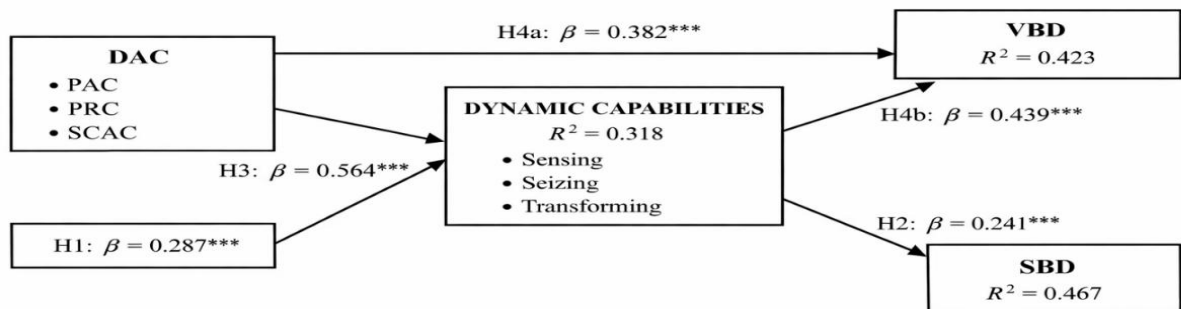 H4a: β = 0.382***
DAC
• PAC
• PRC
• SCAC
VBD
R² = 0.423
DYNAMIC CAPABILITIES
R² = 0.318
• Sensing
• Seizing
• Transforming
H4b: β = 0.439***
H3: β = 0.564***
H1: β = 0.287***
H2: β = 0.241***
SBD
R² = 0.467